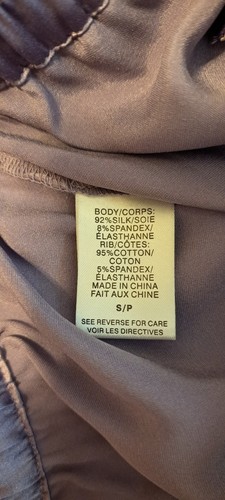 BODY/CORPS:
92%SILK/SOIE
8%SPANDEX/
ÉLASTHANNE
RIB/CÔTES:
95%COTTON/
COTON
5%SPANDEX/
ÉLASTHANNE
MADE IN CHINA
FAIT AUX CHINE
S/P
SEE REVERSE FOR CARE
VOIR LES DIRECTIVES